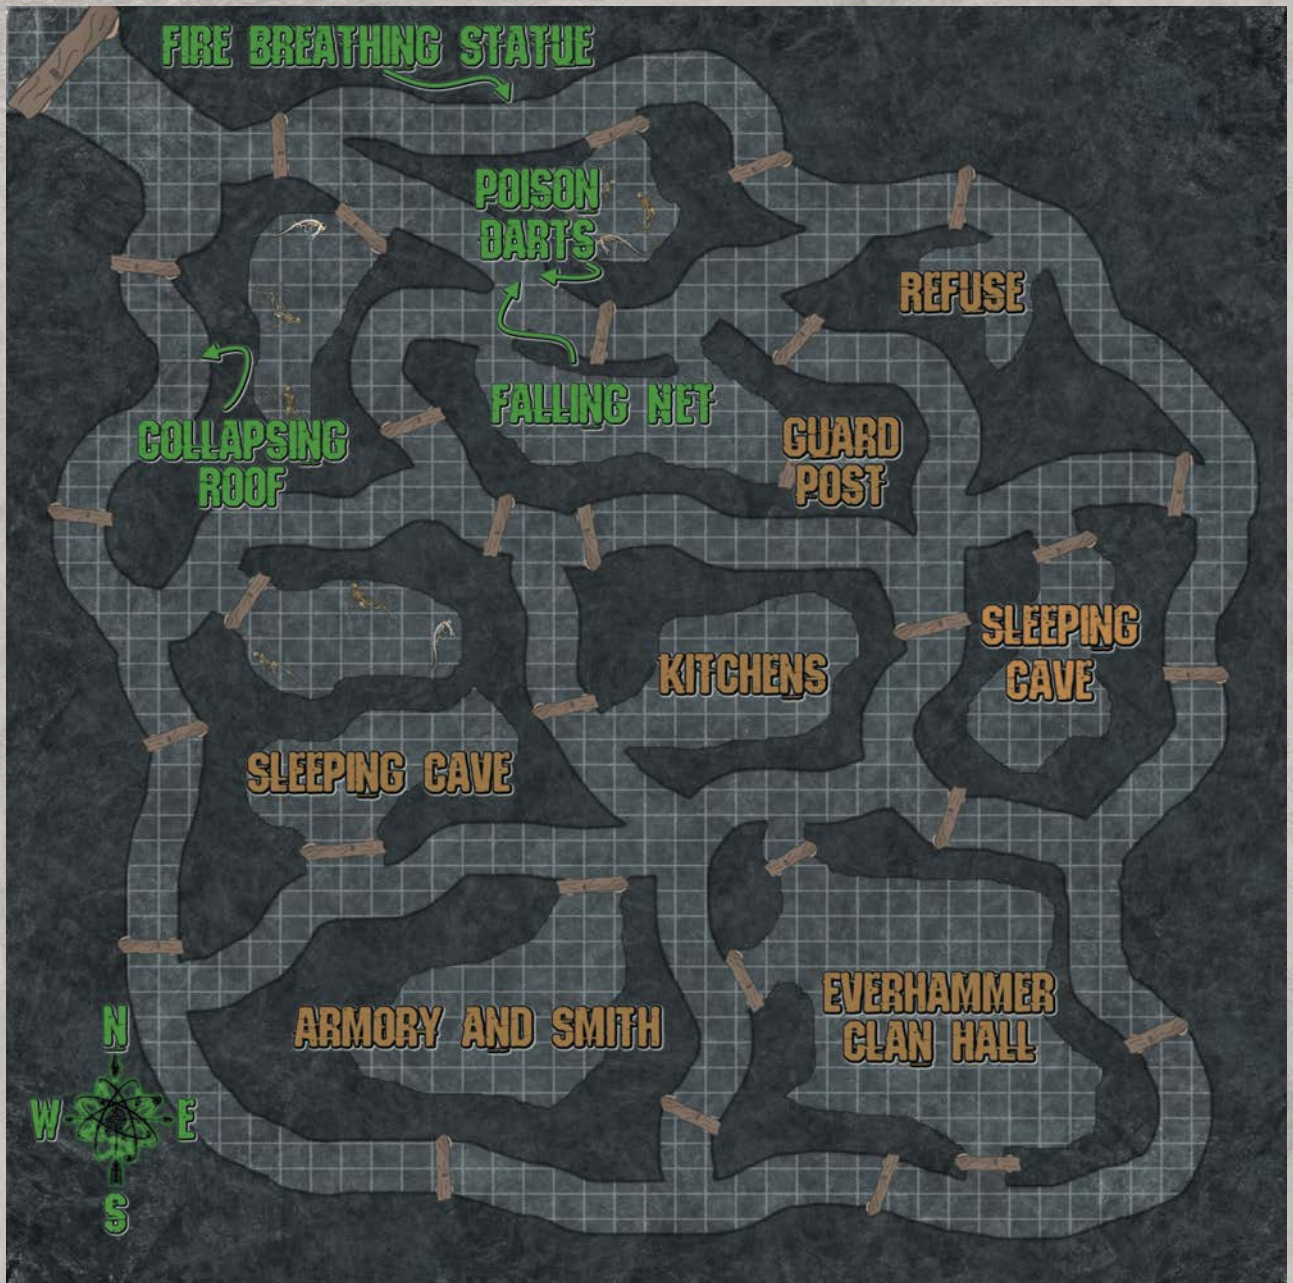 FIRE BREATHING STATUE
POISON
DARTS
REFUSE
FALLING NET
COLLAPSING
ROOF
GUARD
POST
SLEEPING
CAVE
KITCHENS
SLEEPING CAVE
EVERHAMMER
CLAN HALL
ARMORY AND SMITH
N
W E
S